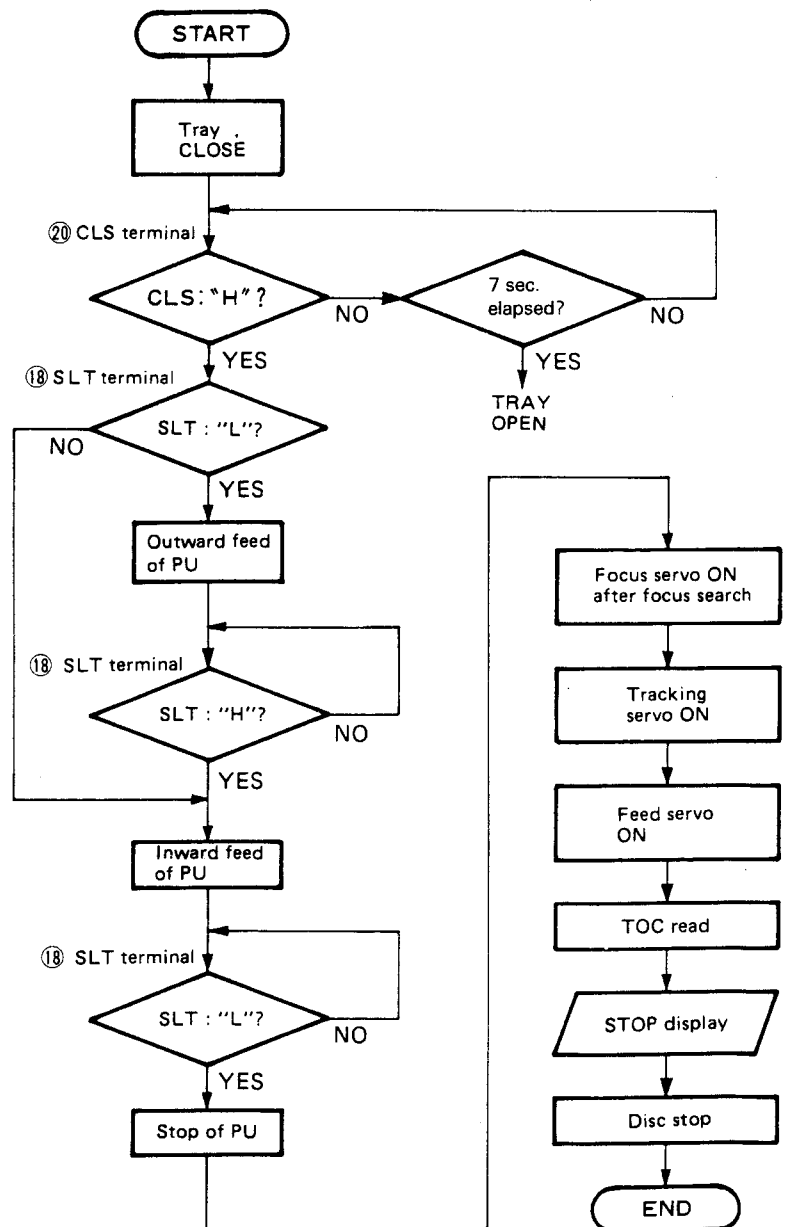 START
Tray
CLOSE
⑳ CLS terminal
CLS: "H" ?
NO
7 sec.
elapsed?
NO
YES
YES
TRAY
OPEN
⑱ SLT terminal
SLT : "L"?
NO
YES
Outward feed
of PU
⑱ SLT terminal
SLT : "H"?
NO
YES
Inward feed
of PU
⑱ SLT terminal
SLT : "L"?
NO
YES
Stop of PU
Focus servo ON
after focus search
Tracking
servo ON
Feed servo
ON
TOC read
STOP display
Disc stop
END